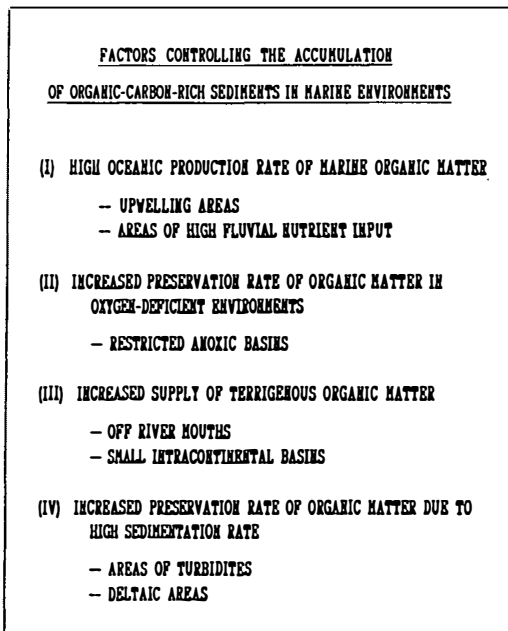 FACTORS CONTROLLING THE ACCUMULATION
OF ORGANIC-CARBON-RICH SEDIMENTS IN MARINE ENVIRONMENTS
(I) HIGH OCEANIC PRODUCTION RATE OF MARINE ORGANIC MATTER
— UPWELLING AREAS
— AREAS OF HIGH FLUVIAL NUTRIENT INPUT
(II) INCREASED PRESERVATION RATE OF ORGANIC MATTER IN
OXYGEN-DEFICIENT ENVIRONMENTS
— RESTRICTED ANOXIC BASINS
(III) INCREASED SUPPLY OF TERRIGENOUS ORGANIC MATTER
— OFF RIVER MOUTHS
— SMALL INTRACONTINENTAL BASINS
(IV) INCREASED PRESERVATION RATE OF ORGANIC MATTER DUE TO
HIGH SEDIMENTATION RATE
— AREAS OF TURBIDITES
— DELTAIC AREAS